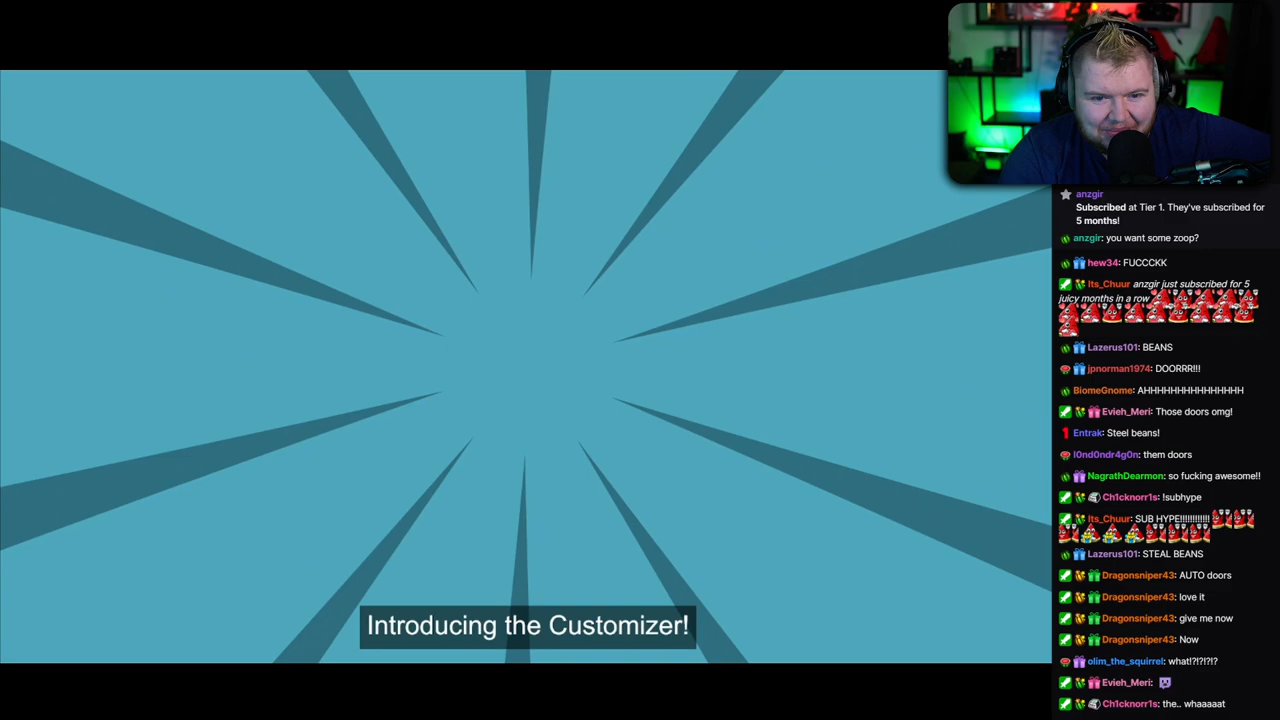 anzgir
Subscribed at Tier 1. They've subscribed for
5 months!
anzgir: you want some zoop?
hew34: FUCCCKK
Its_Chuur anzgir just subscribed for 5
juicy months in a row
Lazerus101: BEANS
jpnorman1974: DOORRR!!!
BiomeGnome: AHHHHHHHHHHHHHH
Evieh_Meri: Those doors omg!
Entrak: Steel beans!
l0nd0ndr4g0n: them doors
NagrathDearmon: so fucking awesome!!
Ch1cknorr1s: !subhype
Its_Chuur: SUB HYPE!!!!!!!!!!!!
Lazerus101: STEAL BEANS
Dragonsniper43: AUTO doors
Dragonsniper43: love it
Dragonsniper43: give me now
Dragonsniper43: Now
olim_the_squirrel: what!?!?!?!?
Evieh_Meri:
Ch1cknorr1s: the.. whaaaaat
Introducing the Customizer!